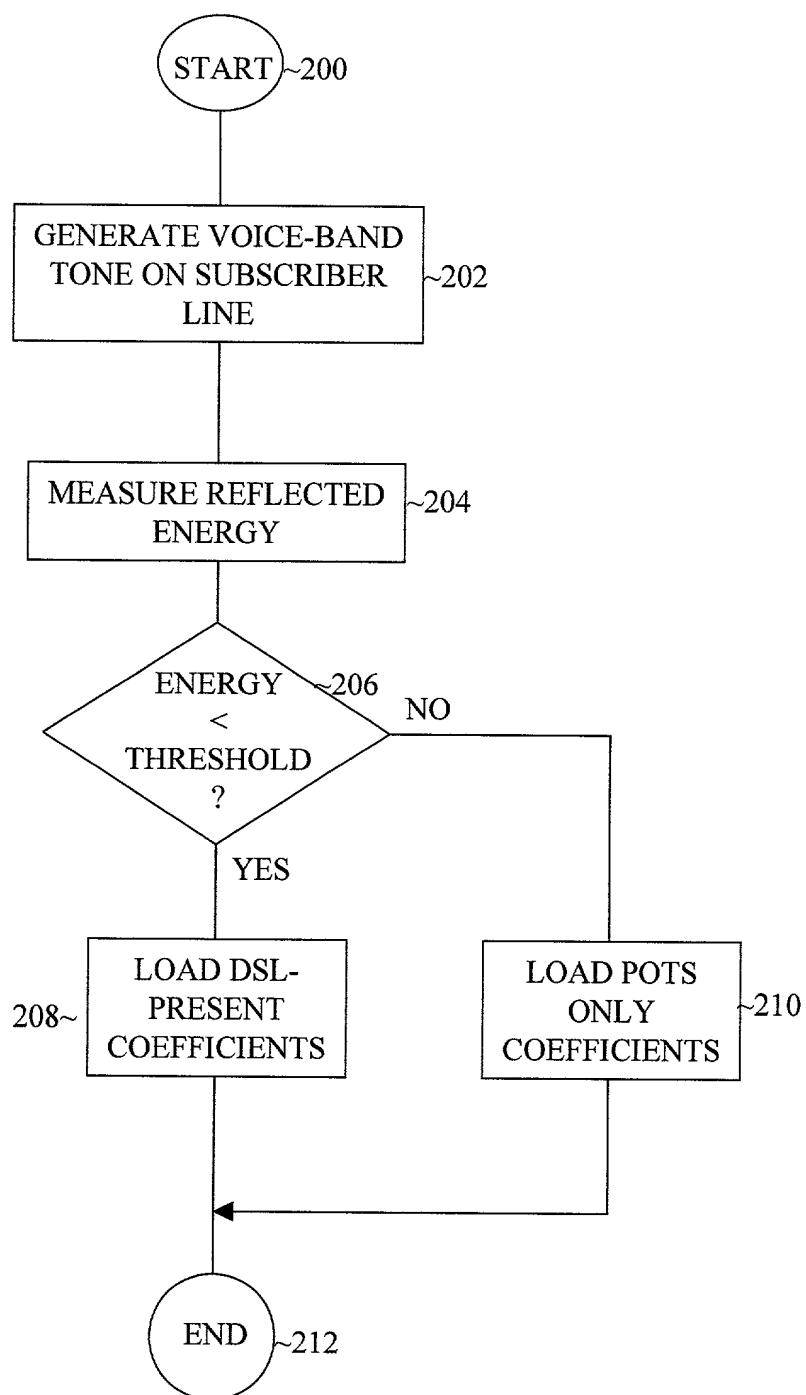 START ~200
GENERATE VOICE-BAND
TONE ON SUBSCRIBER
LINE
~202
MEASURE REFLECTED
ENERGY
~204
ENERGY
<
THRESHOLD
?
~206
NO
YES
LOAD DSL-
PRESENT
COEFFICIENTS
208~
LOAD POTS
ONLY
COEFFICIENTS
~210
END ~212